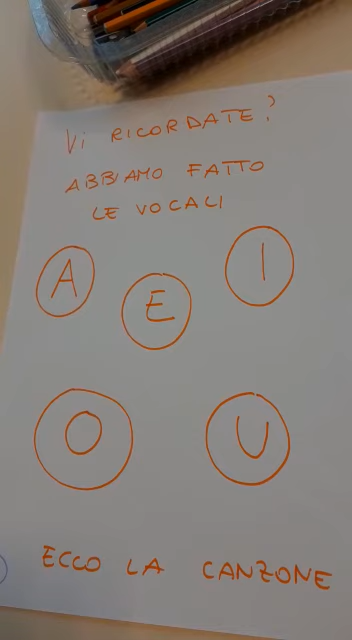 VI RICORDATE?
ABBIAMO FATTO
LE VOCALI
A E I
O U
ECCO LA CANZONE